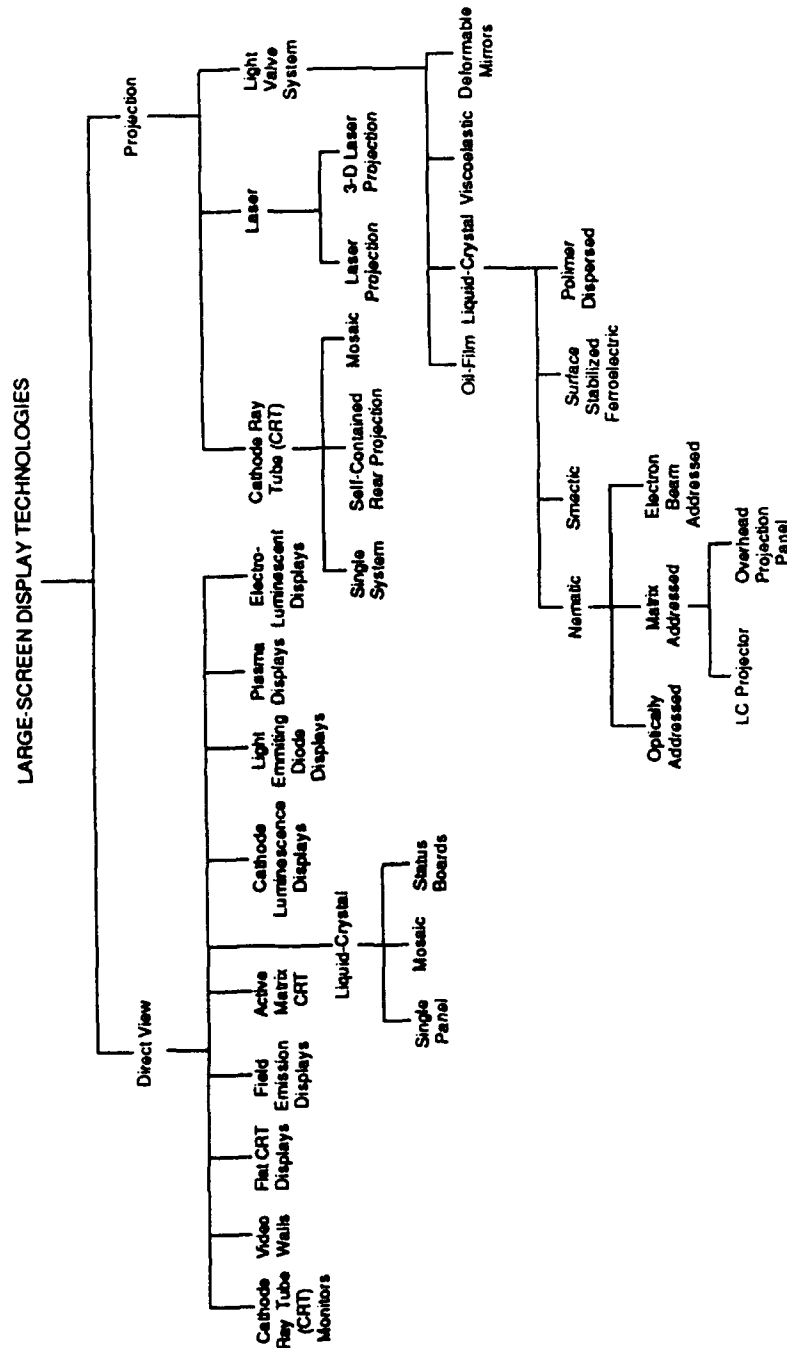 LARGE-SCREEN DISPLAY TECHNOLOGIES
Direct View
Projection
Cathode
Ray Tube
(CRT)
Monitors
Video
Walls
Flat CRT
Displays
Field
Emission
Displays
Active
Matrix
CRT
Liquid-Crystal
Cathode
Luminescence
Displays
Light
Emmiting
Diode
Displays
Plasma
Displays
Electro-
Luminescent
Displays
Single
Panel
Mosaic
Status
Boards
Cathode Ray
Tube (CRT)
Laser
Light
Valve
System
Single
System
Self-Contained
Rear Projection
Mosaic
Laser
Projection
3-D Laser
Projection
Oil-Film
Liquid-Crystal
Viscoelastic
Deformable
Mirrors
Nematic
Smectic
Surface
Stabilized
Ferroelectric
Polimer
Dispersed
Optically
Addressed
Matrix
Addressed
Electron
Beam
Addressed
LC Projector
Overhead
Projection
Panel